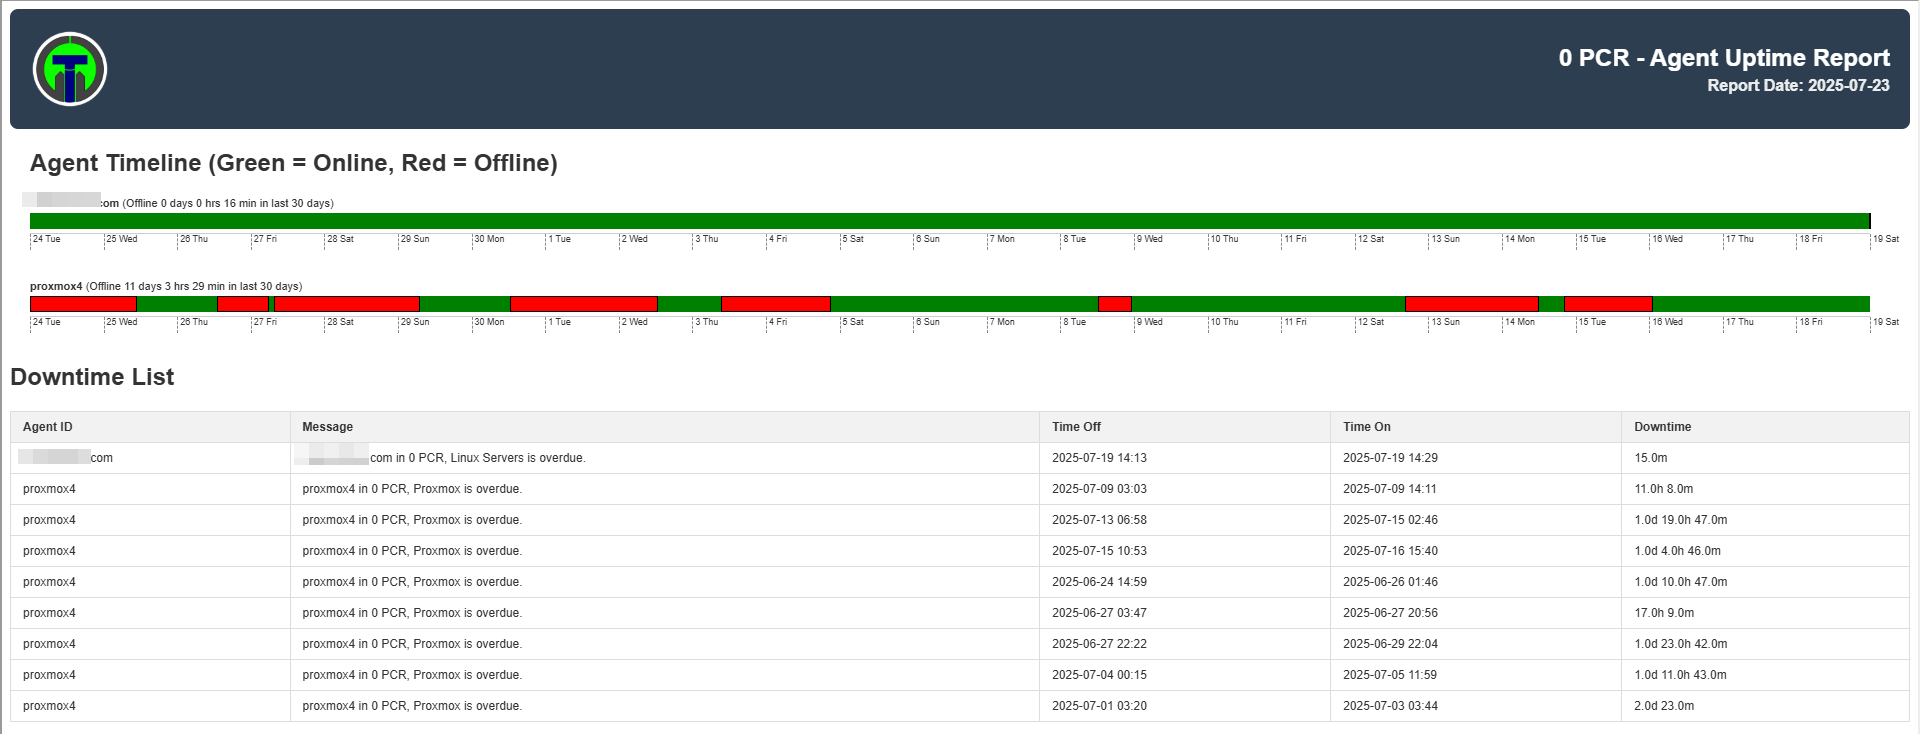 0 PCR - Agent Uptime Report
Report Date: 2025-07-23
Agent Timeline (Green = Online, Red = Offline)
com (Offline 0 days 0 hrs 16 min in last 30 days)
24 Tue 25 Wed 26 Thu 27 Fri 28 Sat 29 Sun 30 Mon 1 Tue 2 Wed 3 Thu 4 Fri 5 Sat 6 Sun 7 Mon 8 Tue 9 Wed 10 Thu 11 Fri 12 Sat 13 Sun 14 Mon 15 Tue 16 Wed 17 Thu 18 Fri 19 Sat
proxmox4 (Offline 11 days 3 hrs 29 min in last 30 days)
24 Tue 25 Wed 26 Thu 27 Fri 28 Sat 29 Sun 30 Mon 1 Tue 2 Wed 3 Thu 4 Fri 5 Sat 6 Sun 7 Mon 8 Tue 9 Wed 10 Thu 11 Fri 12 Sat 13 Sun 14 Mon 15 Tue 16 Wed 17 Thu 18 Fri 19 Sat
Downtime List
Agent ID Message Time Off Time On Downtime
com com in 0 PCR, Linux Servers is overdue. 2025-07-19 14:13 2025-07-19 14:29 15.0m
proxmox4 proxmox4 in 0 PCR, Proxmox is overdue. 2025-07-09 03:03 2025-07-09 14:11 11.0h 8.0m
proxmox4 proxmox4 in 0 PCR, Proxmox is overdue. 2025-07-13 06:58 2025-07-15 02:46 1.0d 19.0h 47.0m
proxmox4 proxmox4 in 0 PCR, Proxmox is overdue. 2025-07-15 10:53 2025-07-16 15:40 1.0d 4.0h 46.0m
proxmox4 proxmox4 in 0 PCR, Proxmox is overdue. 2025-06-24 14:59 2025-06-26 01:46 1.0d 10.0h 47.0m
proxmox4 proxmox4 in 0 PCR, Proxmox is overdue. 2025-06-27 03:47 2025-06-27 20:56 17.0h 9.0m
proxmox4 proxmox4 in 0 PCR, Proxmox is overdue. 2025-06-27 22:22 2025-06-29 22:04 1.0d 23.0h 42.0m
proxmox4 proxmox4 in 0 PCR, Proxmox is overdue. 2025-07-04 00:15 2025-07-05 11:59 1.0d 11.0h 43.0m
proxmox4 proxmox4 in 0 PCR, Proxmox is overdue. 2025-07-01 03:20 2025-07-03 03:44 2.0d 23.0m